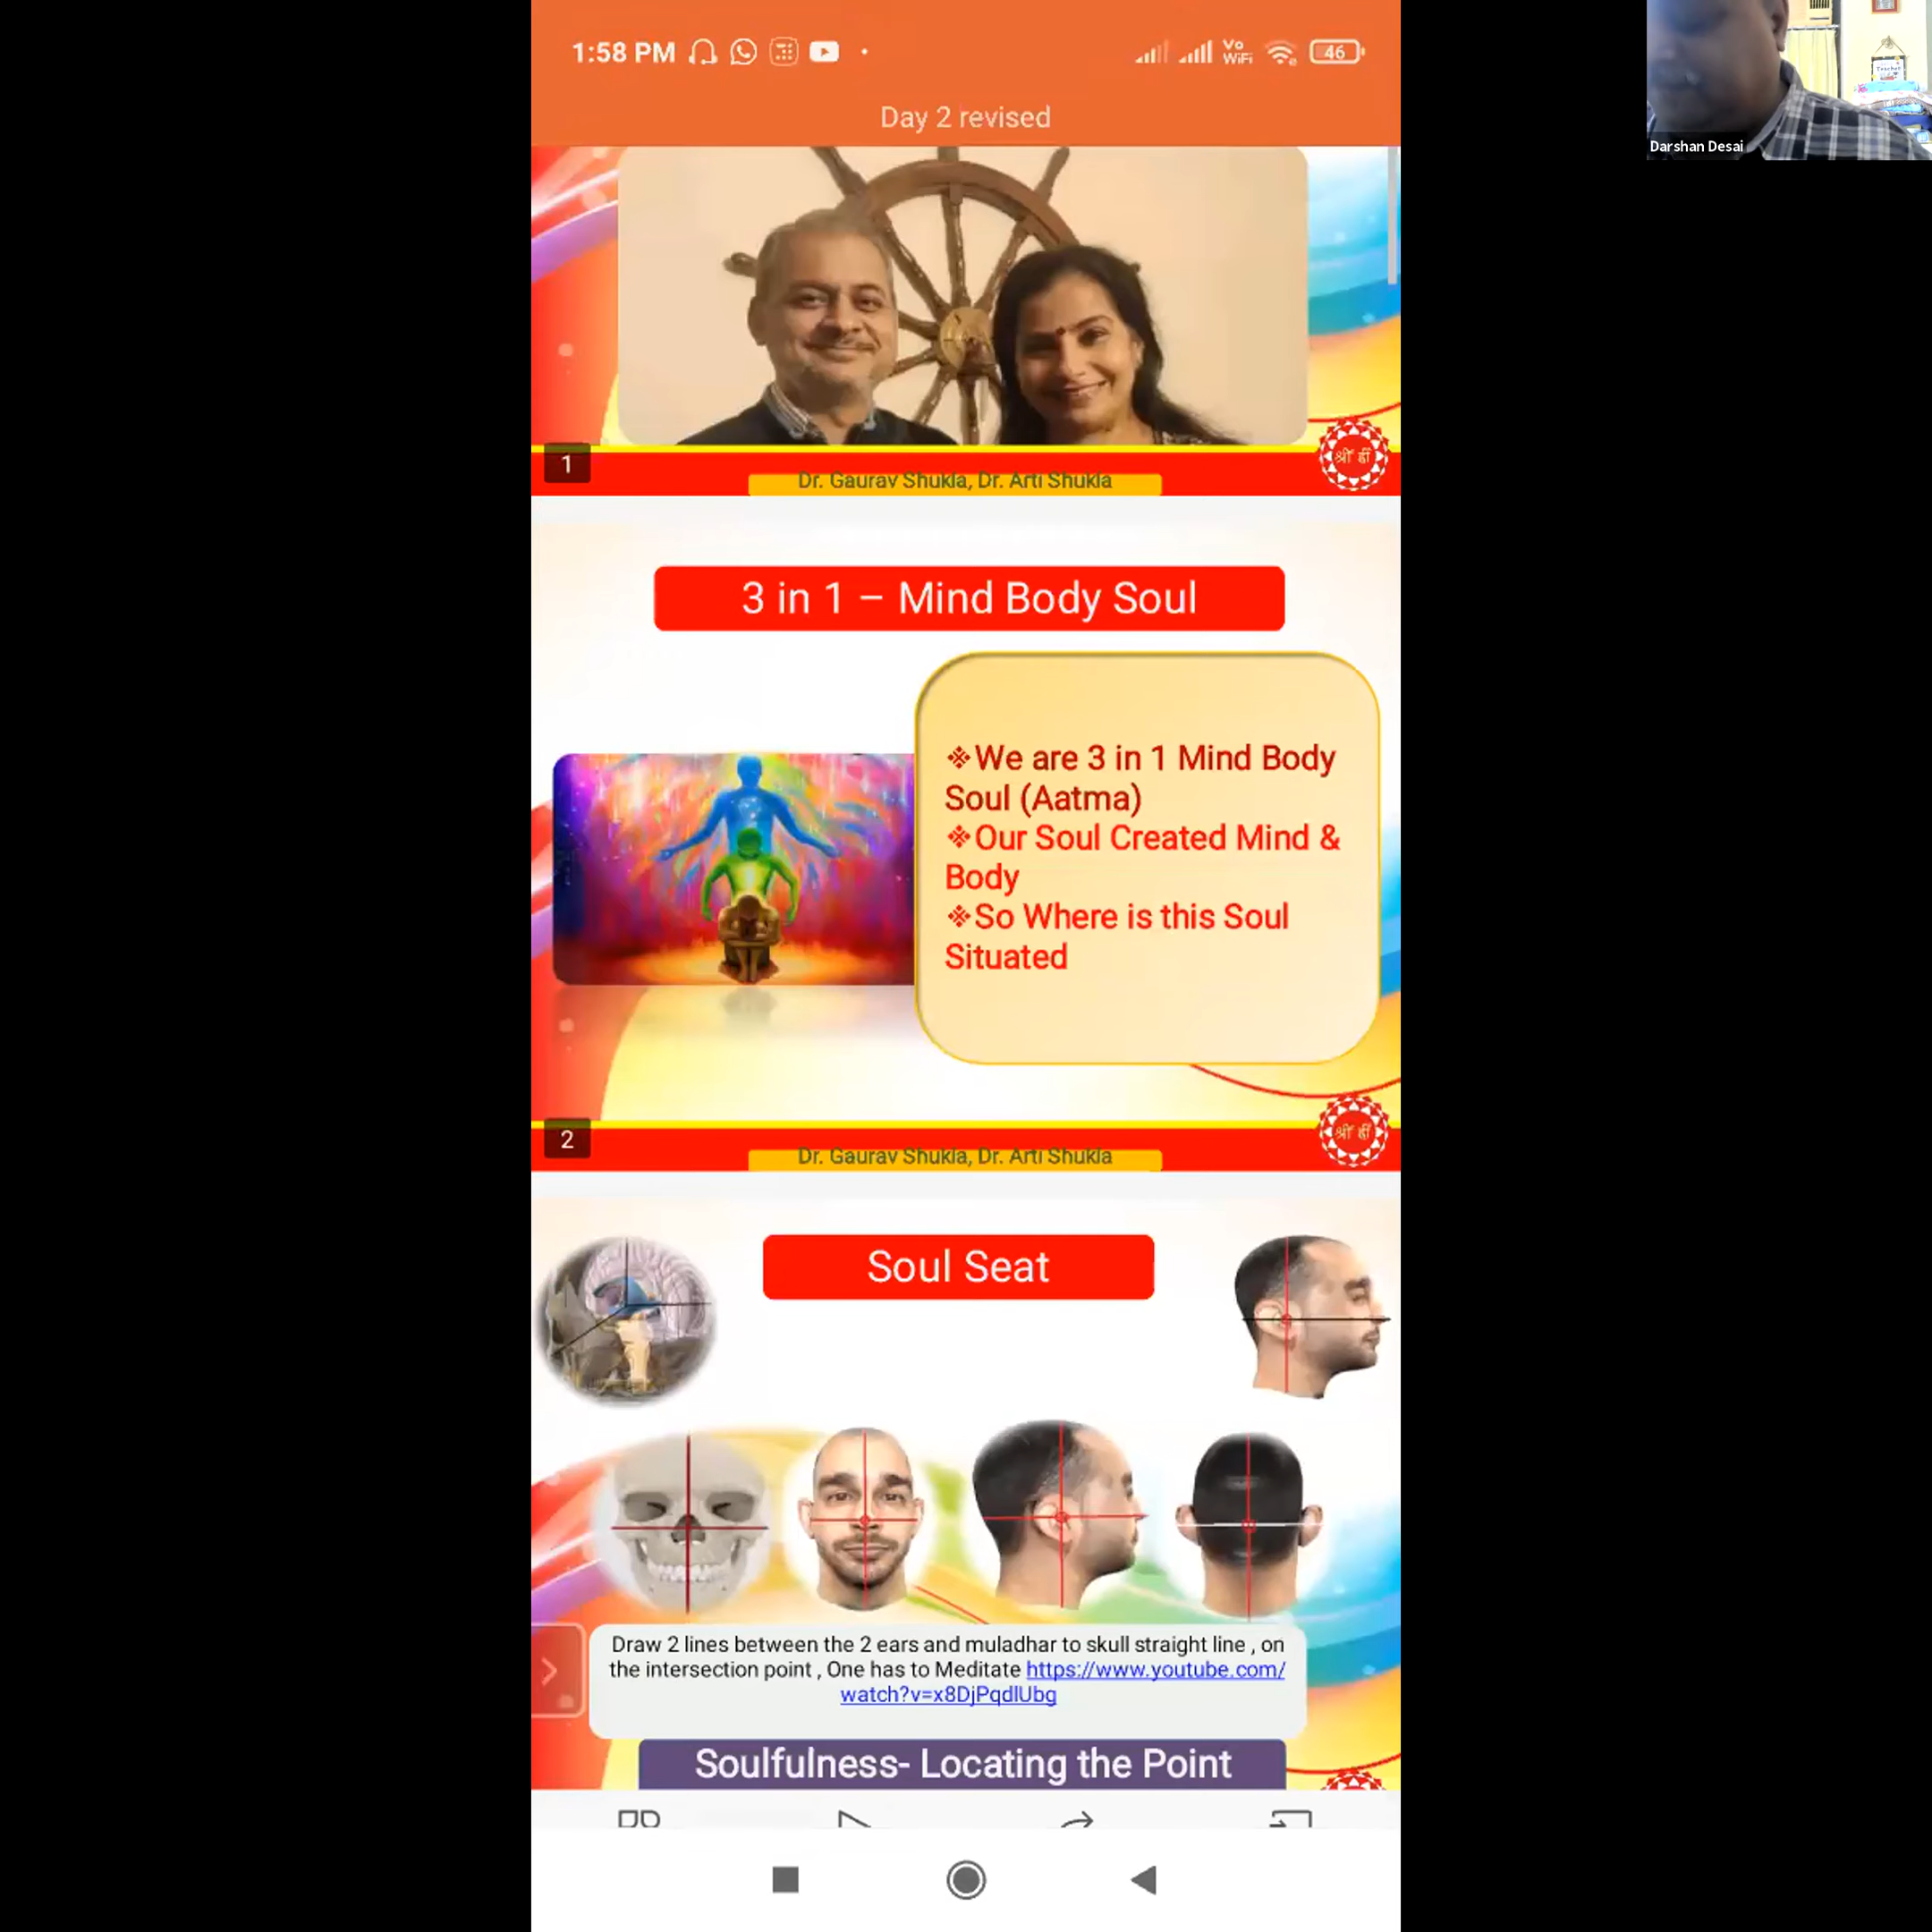 1:58 PM
Vo
WiFi
46
Darshan Desai
Day 2 revised
1
श्रीं ह्रीं
Dr. Gaurav Shukla, Dr. Arti Shukla
3 in 1 – Mind Body Soul
❖We are 3 in 1 Mind Body
Soul (Aatma)
❖Our Soul Created Mind &
Body
❖So Where is this Soul
Situated
2
श्रीं ह्रीं
Dr. Gaurav Shukla, Dr. Arti Shukla
Soul Seat
Draw 2 lines between the 2 ears and muladhar to skull straight line , on
the intersection point , One has to Meditate https://www.youtube.com/
watch?v=x8DjPqdlUbg
Soulfulness- Locating the Point